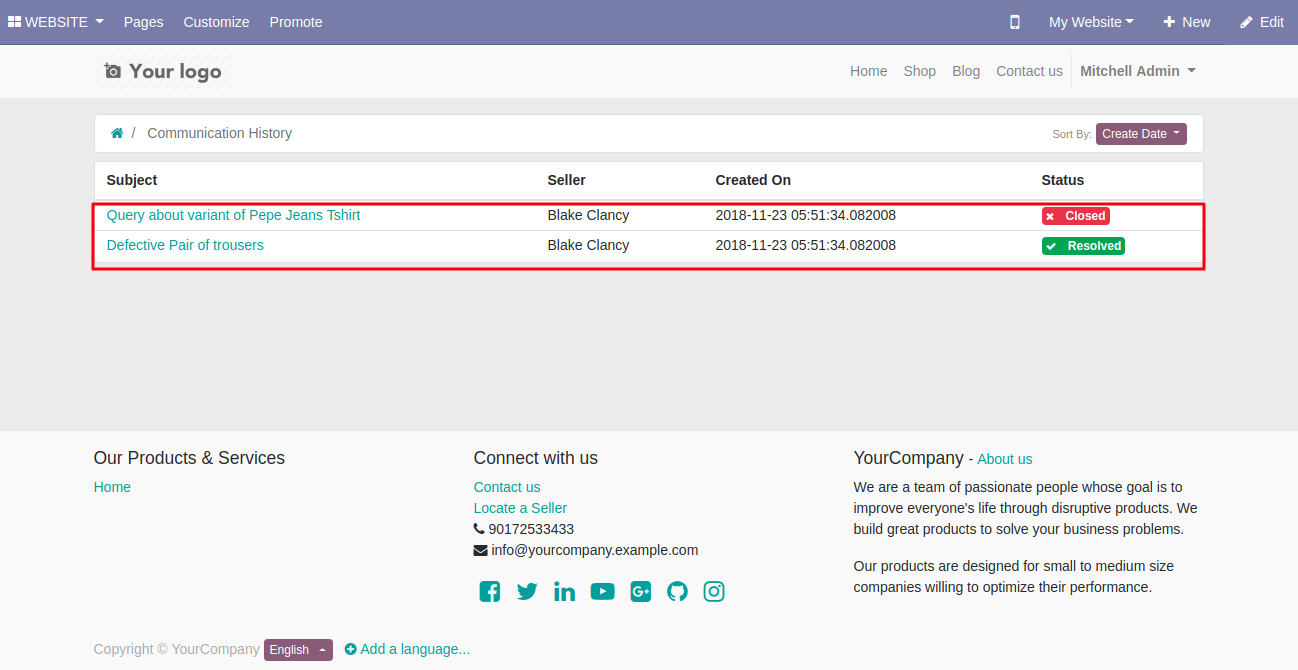 WEBSITE Pages Customize Promote My Website New Edit
Your logo Home Shop Blog Contact us Mitchell Admin
/ Communication History Sort By: Create Date
Subject Seller Created On Status
Query about variant of Pepe Jeans Tshirt Blake Clancy 2018-11-23 05:51:34.082008 Closed
Defective Pair of trousers Blake Clancy 2018-11-23 05:51:34.082008 Resolved
Our Products & Services
Home
Connect with us
Contact us
Locate a Seller
90172533433
info@yourcompany.example.com
YourCompany - About us
We are a team of passionate people whose goal is to
improve everyone's life through disruptive products. We
build great products to solve your business problems.
Our products are designed for small to medium size
companies willing to optimize their performance.
Copyright © YourCompany English Add a language...